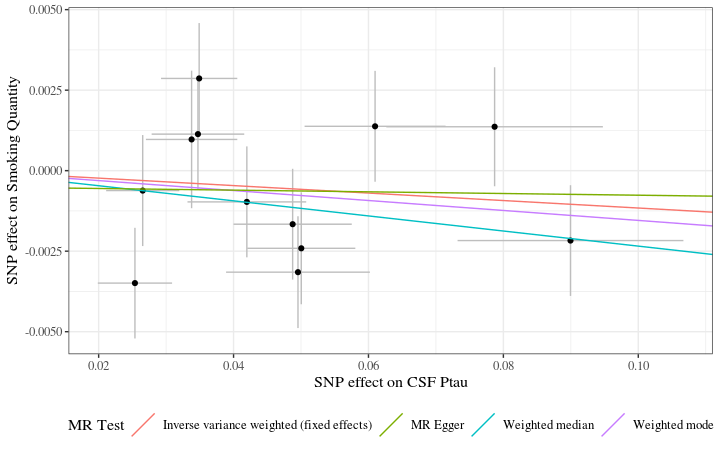 0.0050
0.0025
0.0000
-0.0025
-0.0050
SNP effect on Smoking Quantity
0.02
0.04
0.06
0.08
0.10
SNP effect on CSF Ptau
MR Test
Inverse variance weighted (fixed effects)
MR Egger
Weighted median
Weighted mode